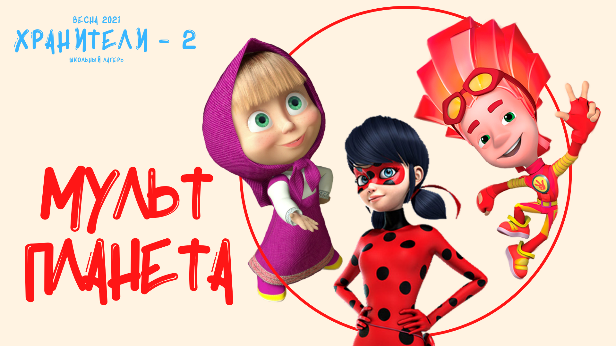 ВЕСНА 2021
ХРАНИТЕЛИ - 2
ШКОЛЬНЫЙ ЛАГЕРЬ
МУЛЬТ
ПЛАНЕТА